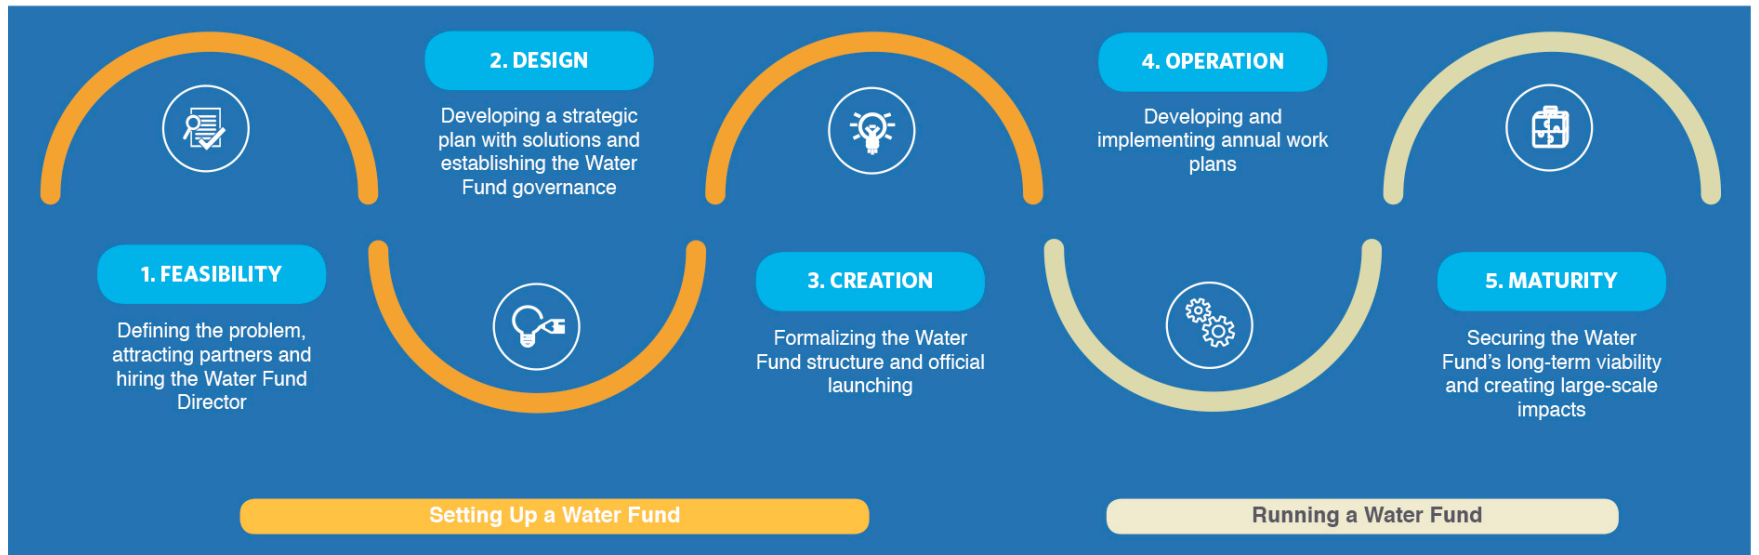 1. FEASIBILITY
Defining the problem,
attracting partners and
hiring the Water Fund
Director
2. DESIGN
Developing a strategic
plan with solutions and
establishing the Water
Fund governance
3. CREATION
Formalizing the Water
Fund structure and official
launching
4. OPERATION
Developing and
implementing annual work
plans
5. MATURITY
Securing the Water
Fund's long-term viability
and creating large-scale
impacts
Setting Up a Water Fund
Running a Water Fund